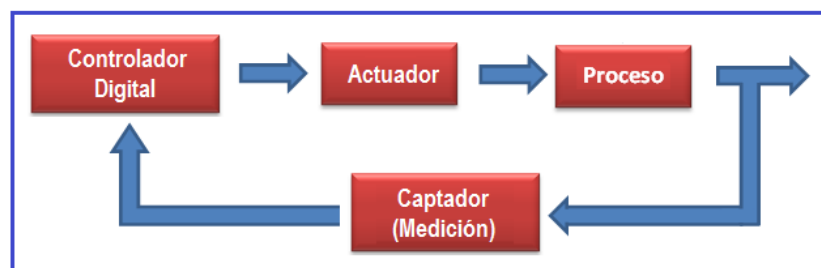 Controlador
Digital
Actuador
Proceso
Captador
(Medición)